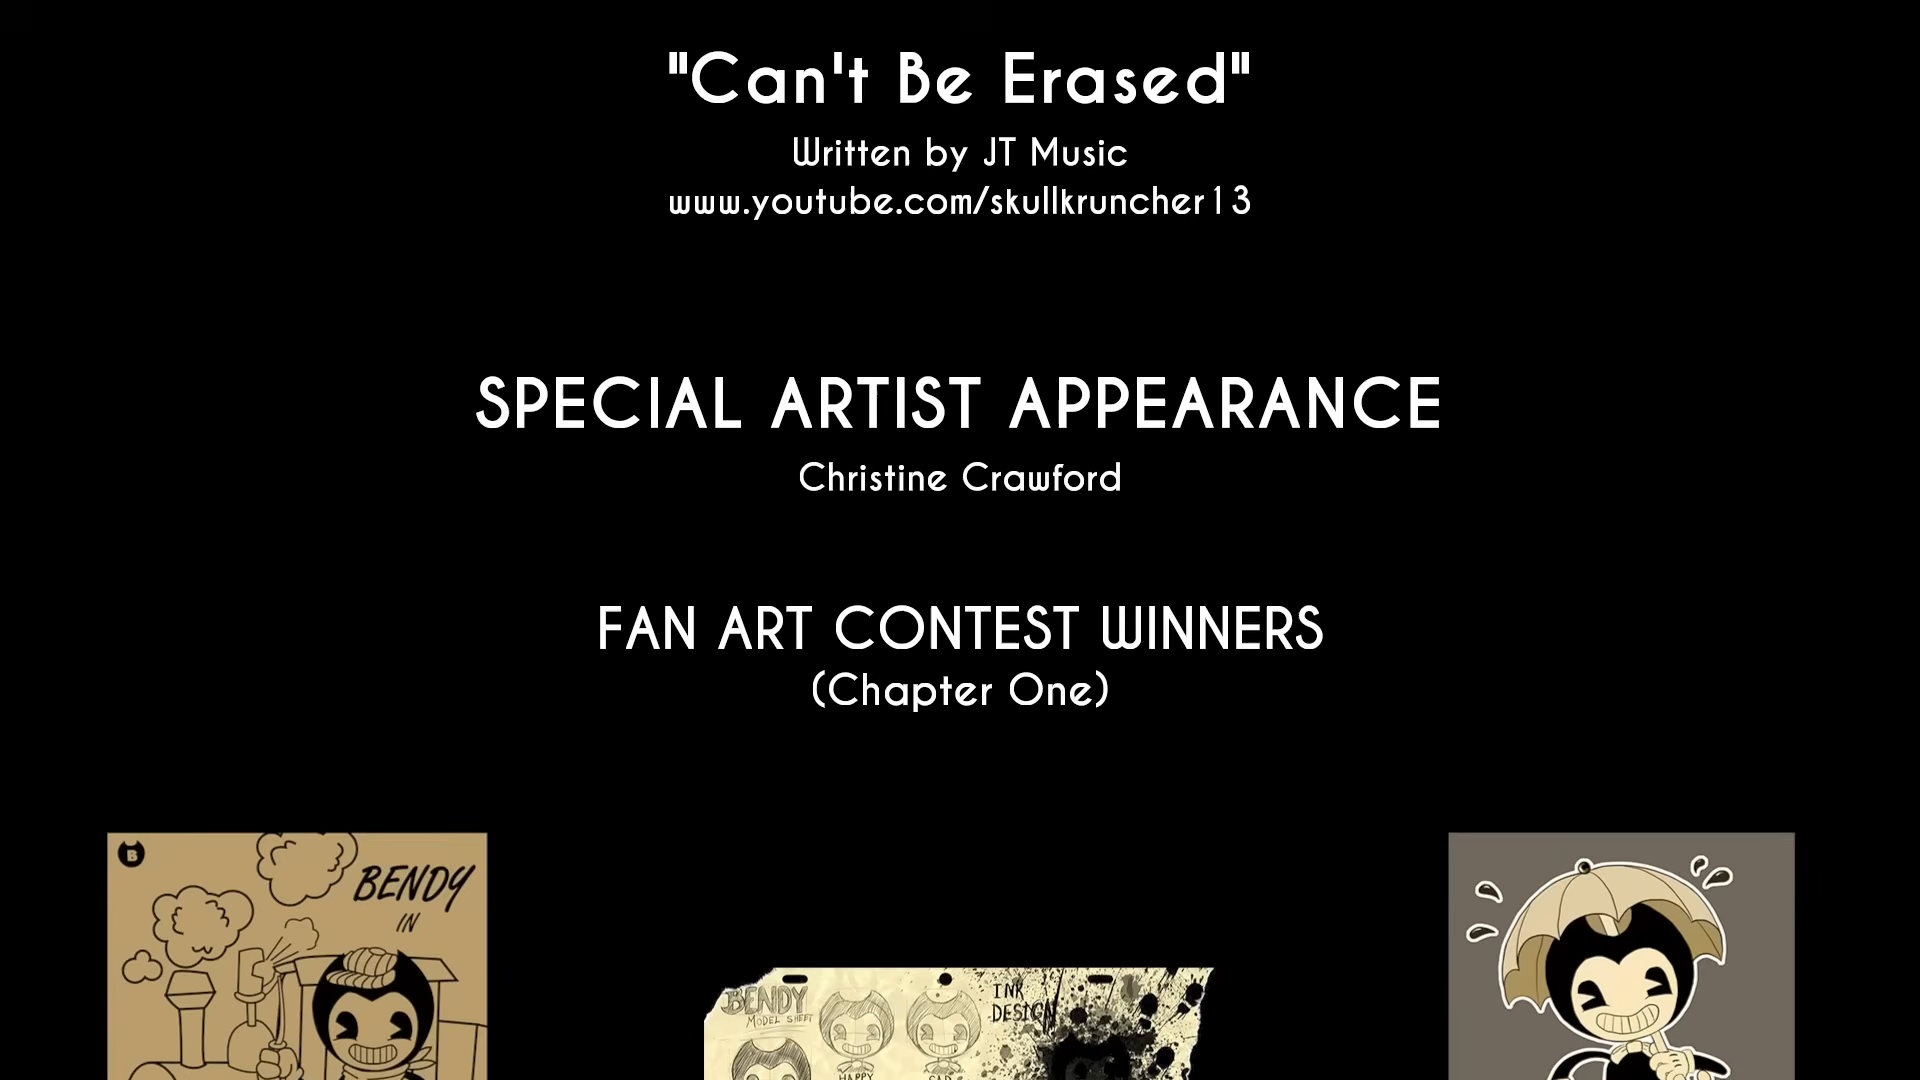 "Can't Be Erased"
Written by JT Music
www.youtube.com/skullkruncher13
SPECIAL ARTIST APPEARANCE
Christine Crawford
FAN ART CONTEST WINNERS
(Chapter One)
B
BENDY
IN
BENDY
MODEL SHEET
INK
DESIGN
HAPPY
SAD